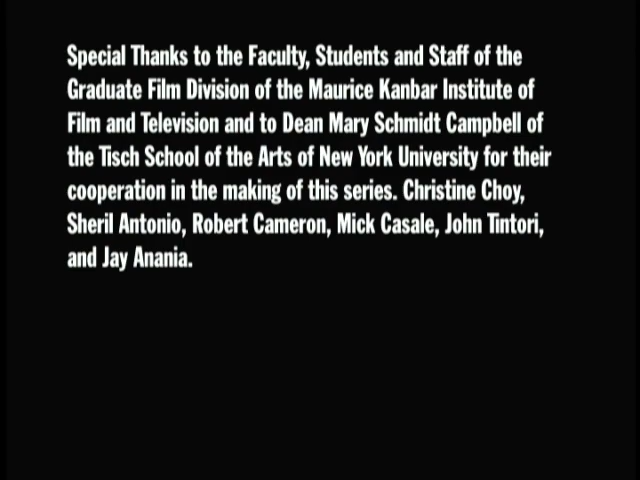 Special Thanks to the Faculty, Students and Staff of the
Graduate Film Division of the Maurice Kanbar Institute of
Film and Television and to Dean Mary Schmidt Campbell of
the Tisch School of the Arts of New York University for their
cooperation in the making of this series. Christine Choy,
Sheril Antonio, Robert Cameron, Mick Casale, John Tintori,
and Jay Anania.